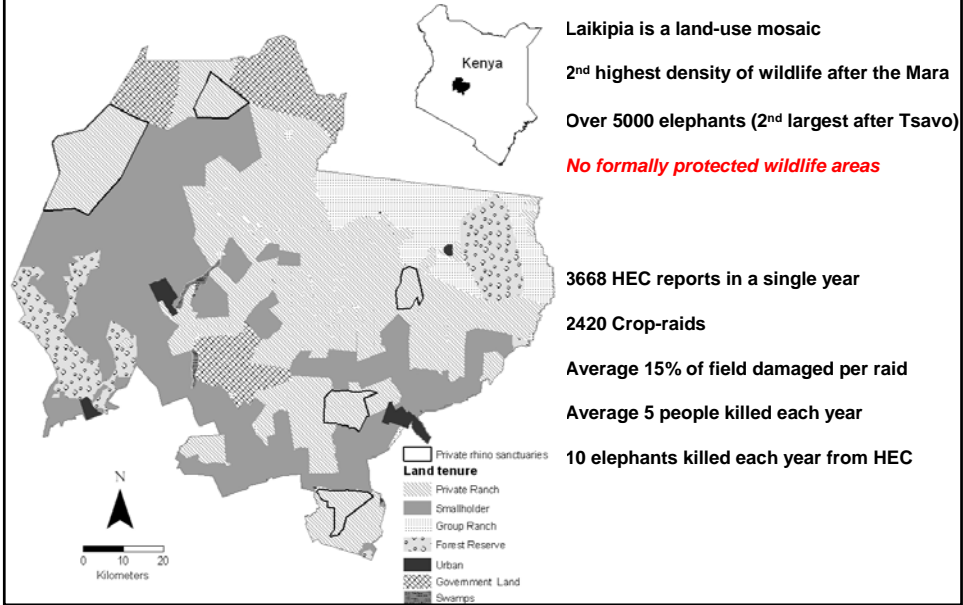 Kenya
Laikipia is a land-use mosaic
2nd highest density of wildlife after the Mara
Over 5000 elephants (2nd largest after Tsavo)
No formally protected wildlife areas
3668 HEC reports in a single year
2420 Crop-raids
Average 15% of field damaged per raid
Average 5 people killed each year
10 elephants killed each year from HEC
Private rhino sanctuaries
Land tenure
Private Ranch
Smallholder
Group Ranch
Forest Reserve
Urban
Government Land
Swamps
N
0 10 20
Kilometers